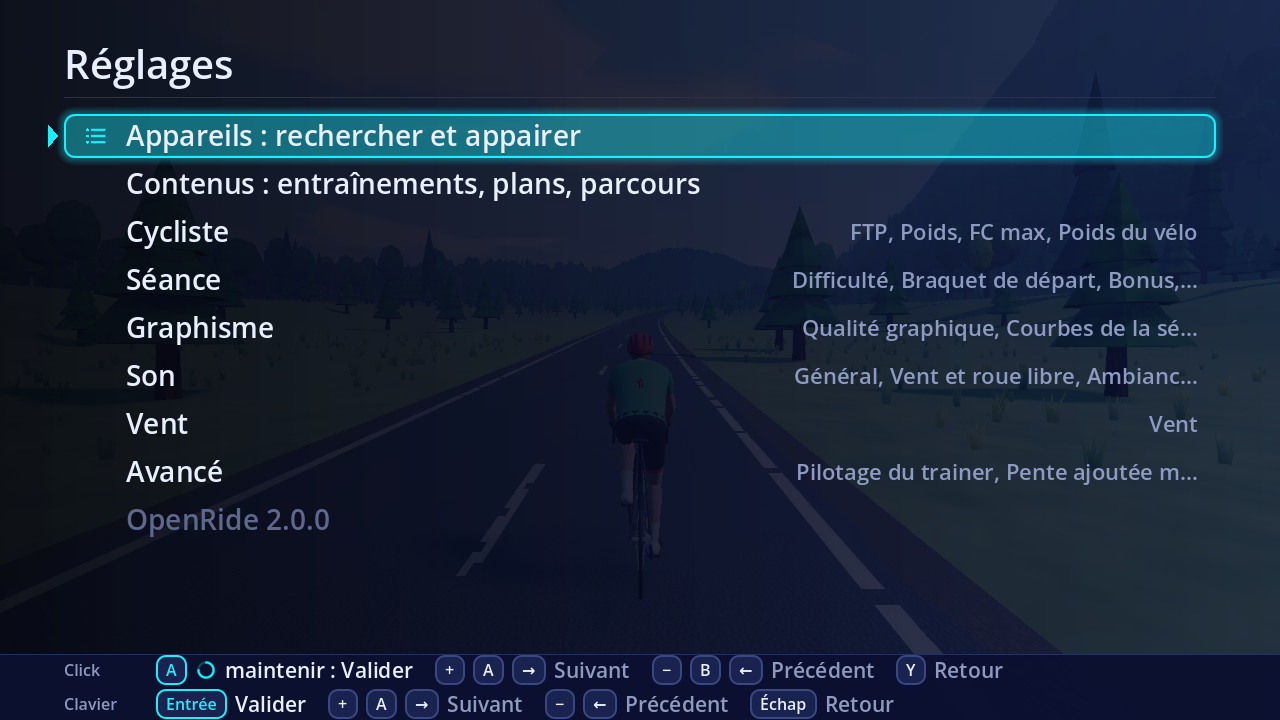 Réglages
Appareils : rechercher et appairer
Contenus : entraînements, plans, parcours
Cycliste FTP, Poids, FC max, Poids du vélo
Séance Difficulté, Braquet de départ, Bonus,...
Graphisme Qualité graphique, Courbes de la sé...
Son Général, Vent et roue libre, Ambianc...
Vent Vent
Avancé Pilotage du trainer, Pente ajoutée m...
OpenRide 2.0.0
Click A maintenir : Valider + A → Suivant − B ← Précédent Y Retour
Clavier Entrée Valider + A → Suivant − ← Précédent Échap Retour